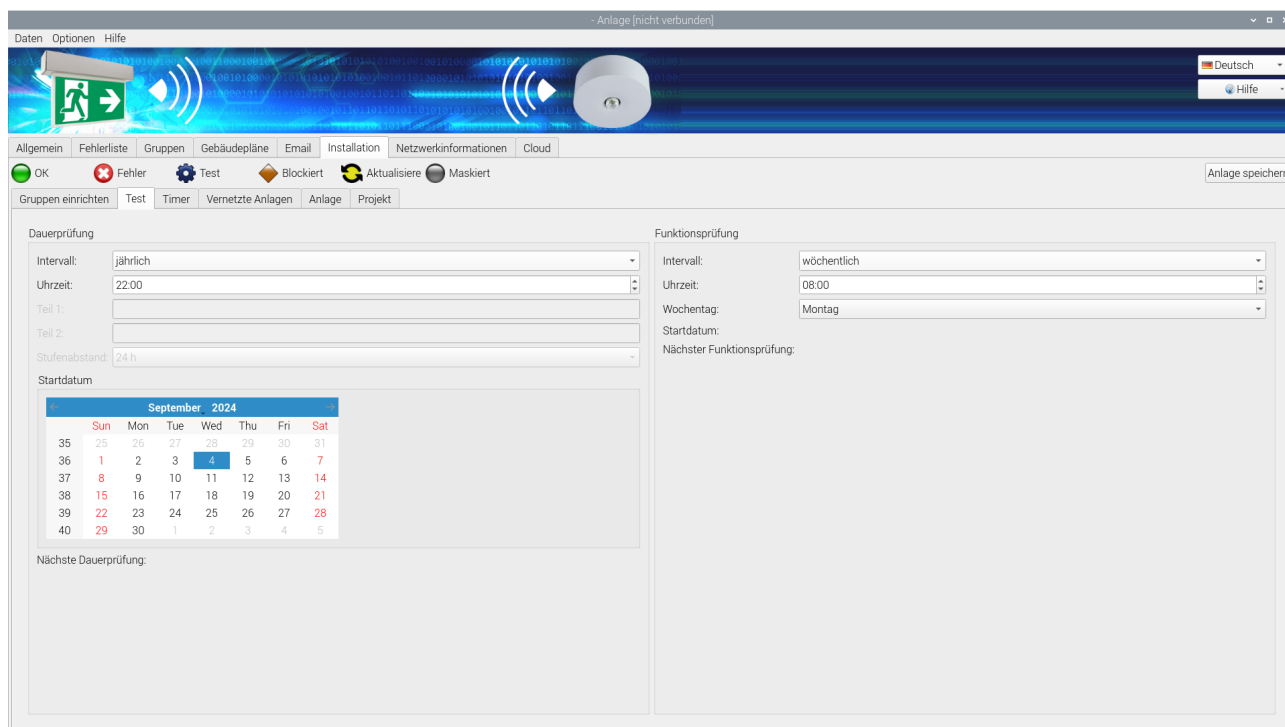 - Anlage [nicht verbunden]
Daten Optionen Hilfe
Deutsch
Hilfe
Allgemein Fehlerliste Gruppen Gebäudepläne Email Installation Netzwerkinformationen Cloud
OK Fehler Test Blockiert Aktualisiere Maskiert Anlage speichern
Gruppen einrichten Test Timer Vernetzte Anlagen Anlage Projekt
Dauerprüfung
Intervall: jährlich
Uhrzeit: 22:00
Teil 1:
Teil 2:
Stufenabstand: 24 h
Startdatum
September 2024
Sun Mon Tue Wed Thu Fri Sat
35 25 26 27 28 29 30 31
36 1 2 3 4 5 6 7
37 8 9 10 11 12 13 14
38 15 16 17 18 19 20 21
39 22 23 24 25 26 27 28
40 29 30 1 2 3 4 5
Nächste Dauerprüfung:
Funktionsprüfung
Intervall: wöchentlich
Uhrzeit: 08:00
Wochentag: Montag
Startdatum:
Nächster Funktionsprüfung: